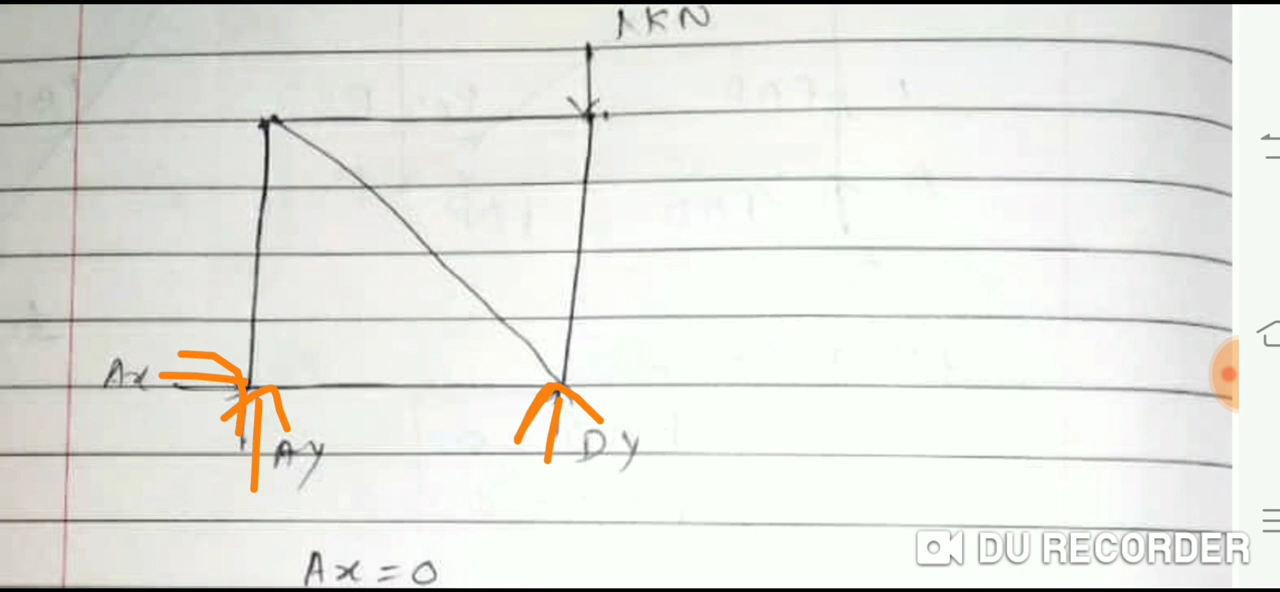 1KN
Ax
Ay
Dy
DU RECORDER
Ax = 0